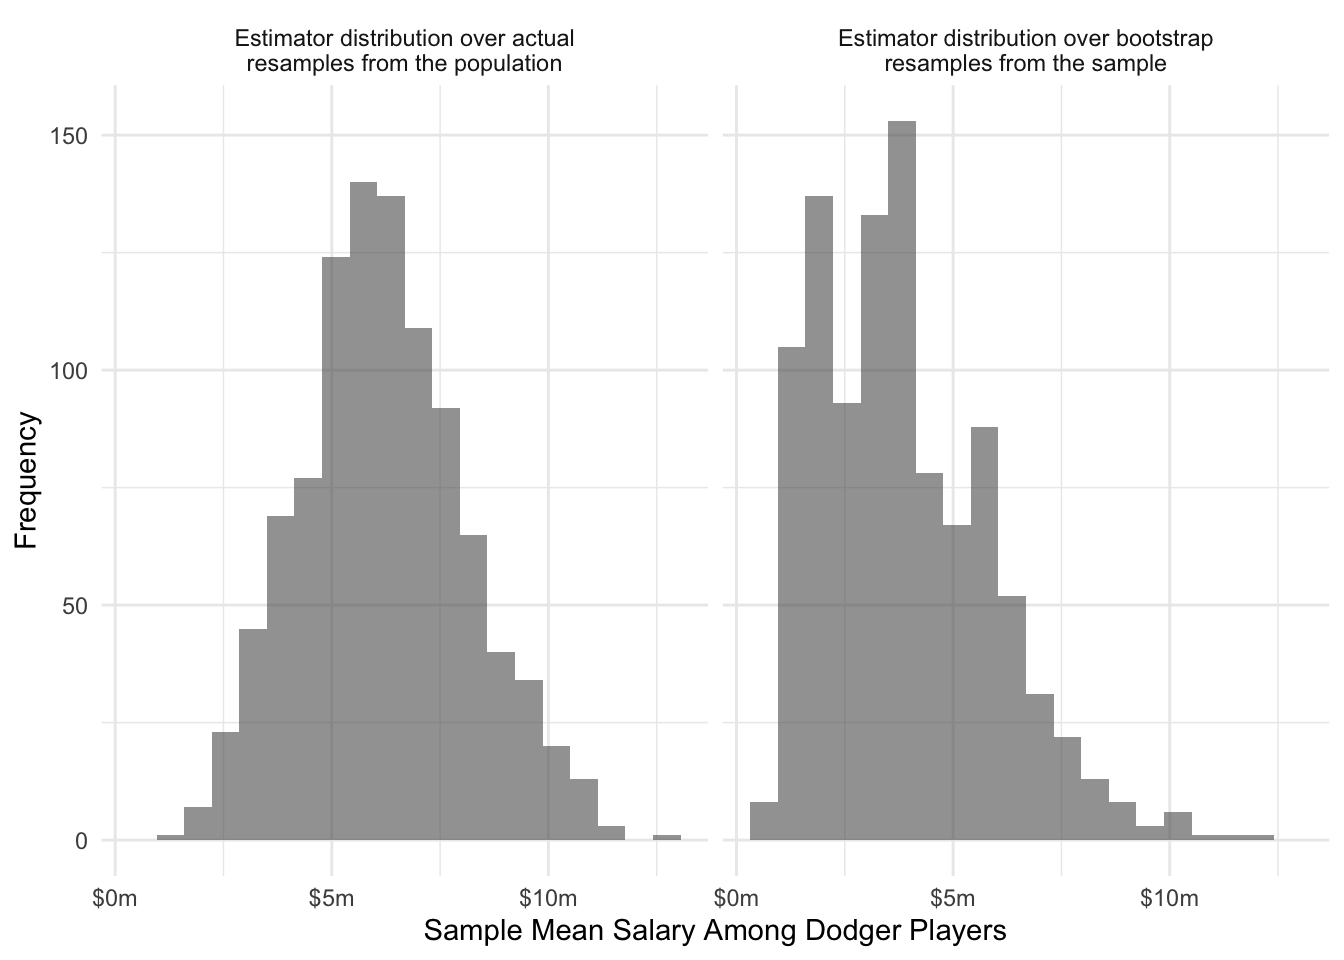 Estimator distribution over actual
resamples from the population
Estimator distribution over bootstrap
resamples from the sample
150
100
50
0
Frequency
$0m
$5m
$10m
$0m
$5m
$10m
Sample Mean Salary Among Dodger Players